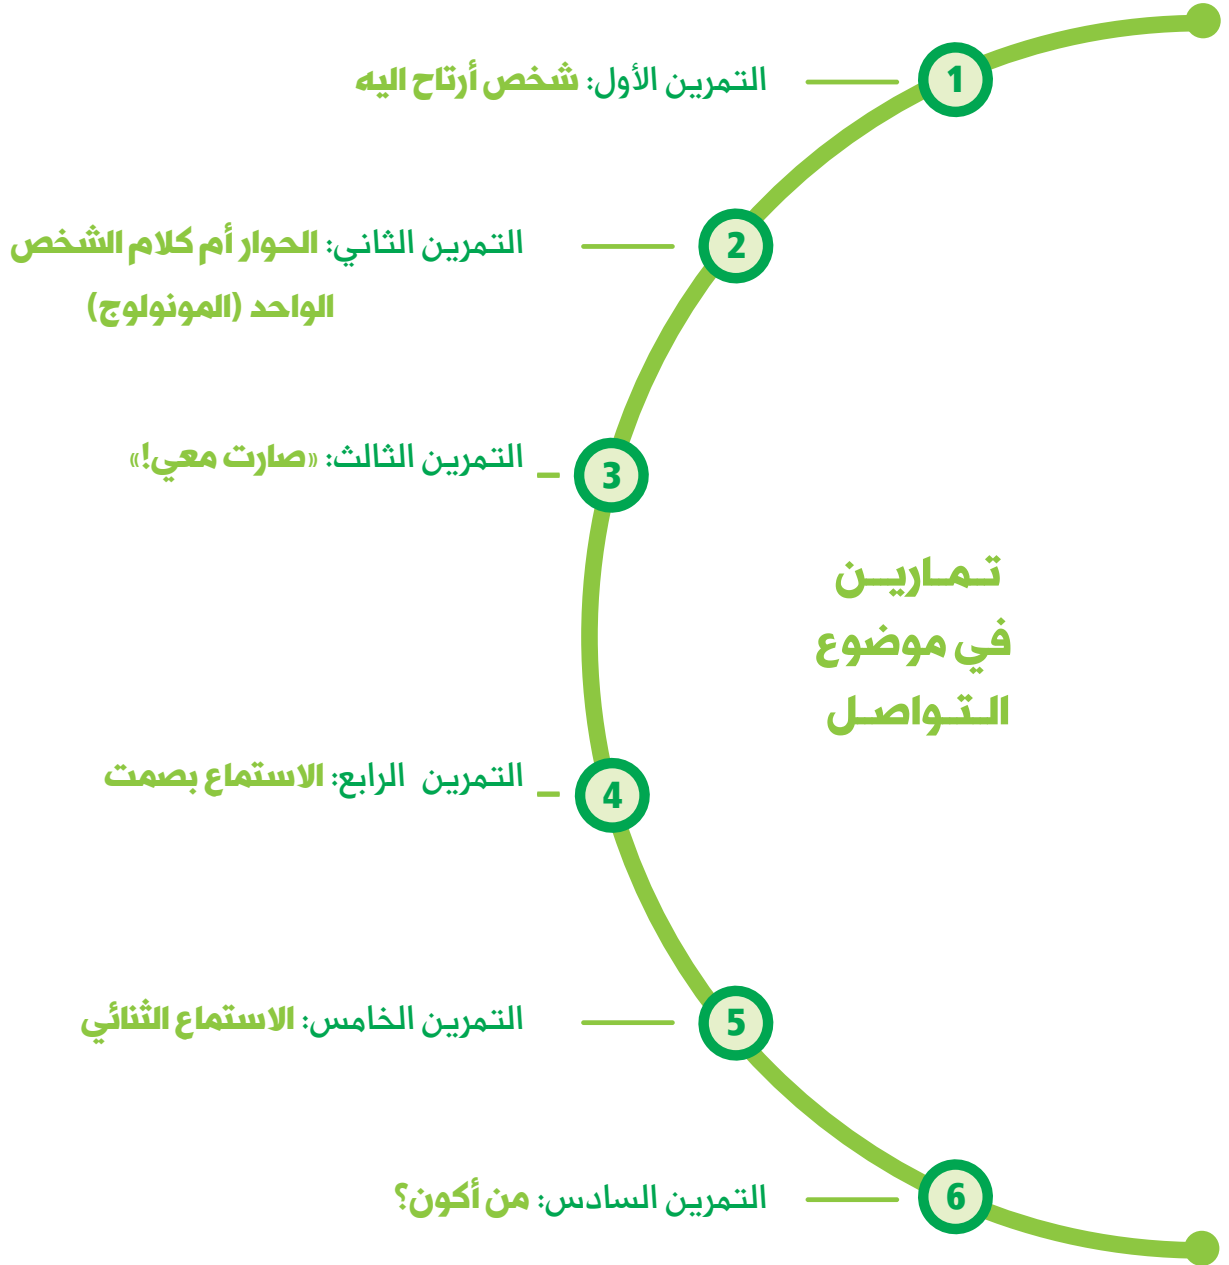 تمارين
في موضوع
التواصل
1
التمرين الأول: شخص أرتاح اليه
2
التمرين الثاني: الحوار أم كلام الشخص
الواحد (المونولوج)
3
التمرين الثالث: «صارت معي!»
4
التمرين الرابع: الاستماع بصمت
5
التمرين الخامس: الاستماع الثنائي
6
التمرين السادس: من أكون؟